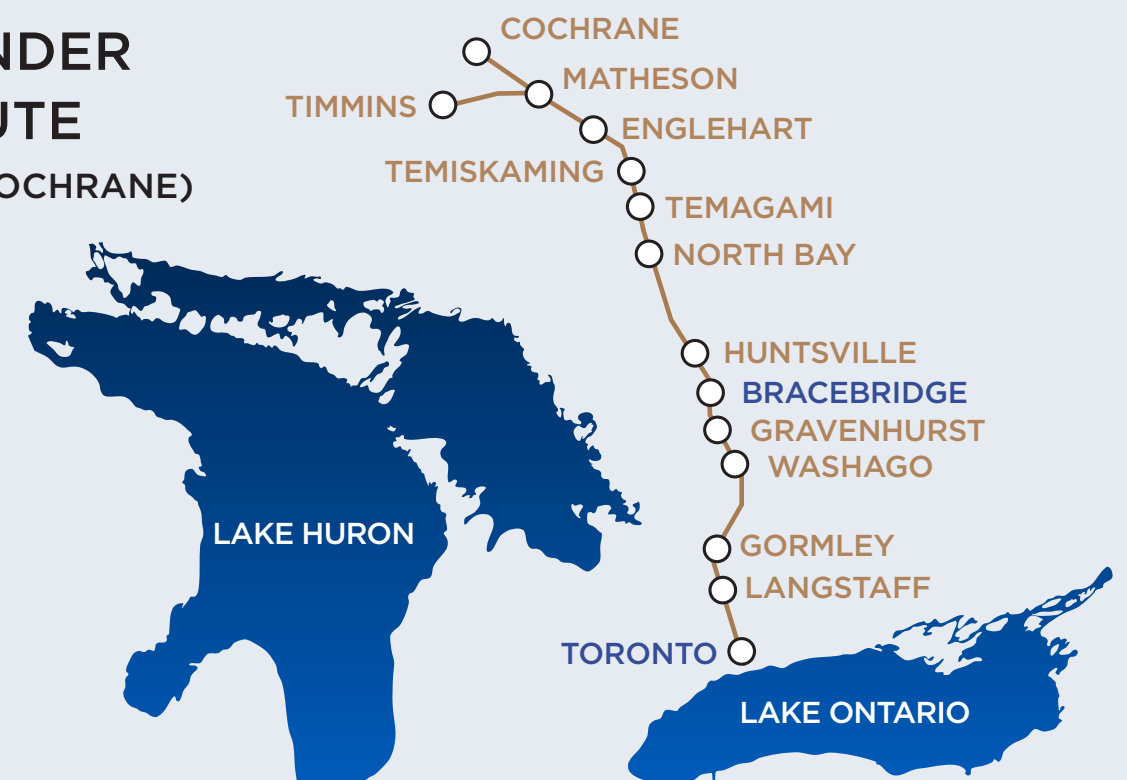 NDER
UTE
OCHRANE)
COCHRANE
MATHESON
TIMMINS
ENGLEHART
TEMISKAMING
TEMAGAMI
NORTH BAY
HUNTSVILLE
BRACEBRIDGE
GRAVENHURST
WASHAGO
LAKE HURON
GORMLEY
LANGSTAFF
TORONTO
LAKE ONTARIO